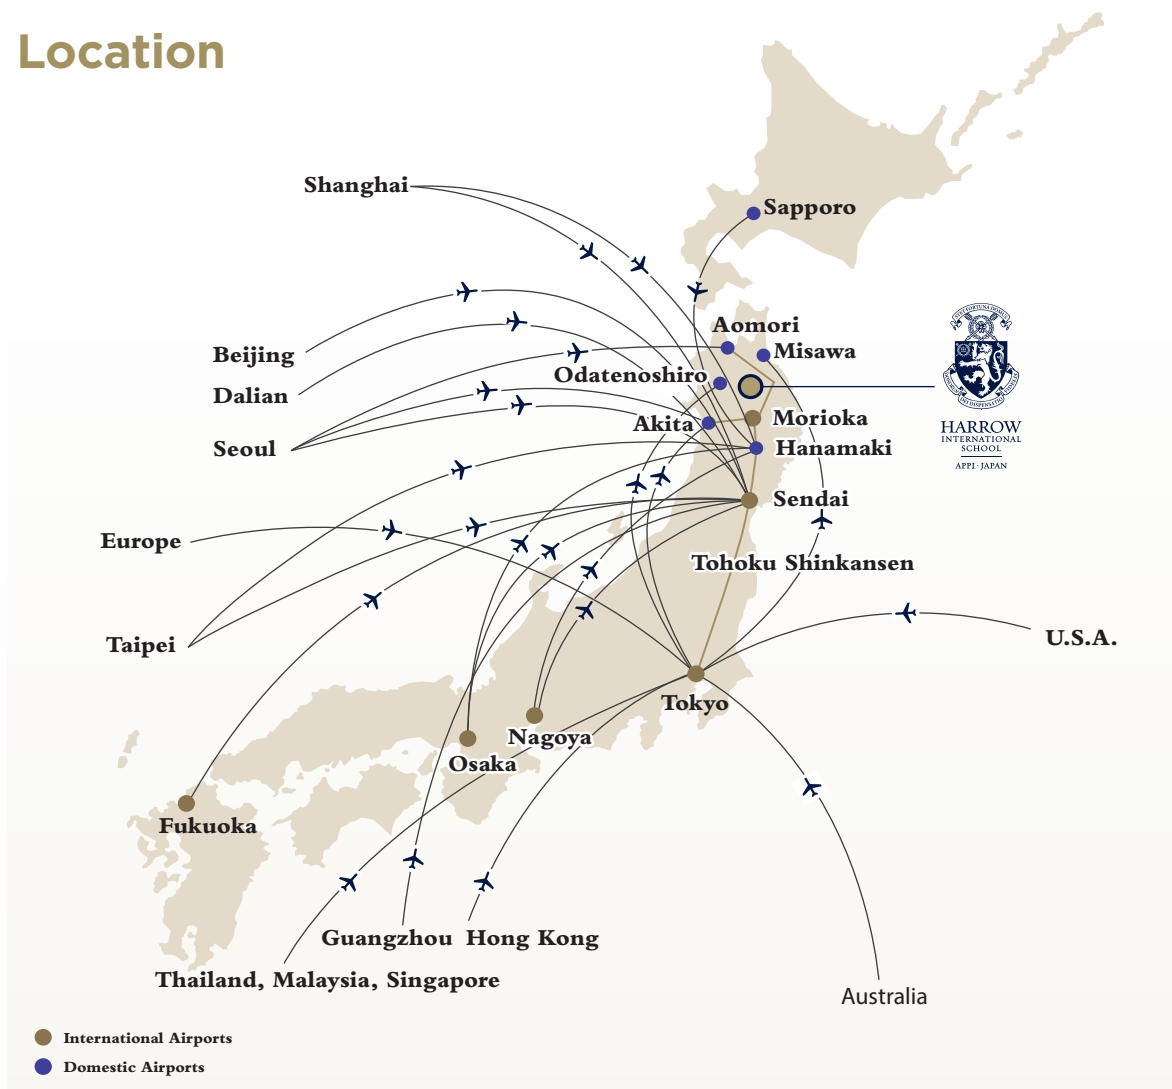 Location
Shanghai
Sapporo
Aomori
Misawa
Beijing
Odatenoshiro
Dalian
Akita
Morioka
HARROW
INTERNATIONAL
SCHOOL
APPI · JAPAN
Seoul
Hanamaki
Sendai
Europe
Tohoku Shinkansen
Taipei
U.S.A.
Tokyo
Nagoya
Osaka
Fukuoka
Guangzhou
Hong Kong
Thailand, Malaysia, Singapore
Australia
International Airports
Domestic Airports